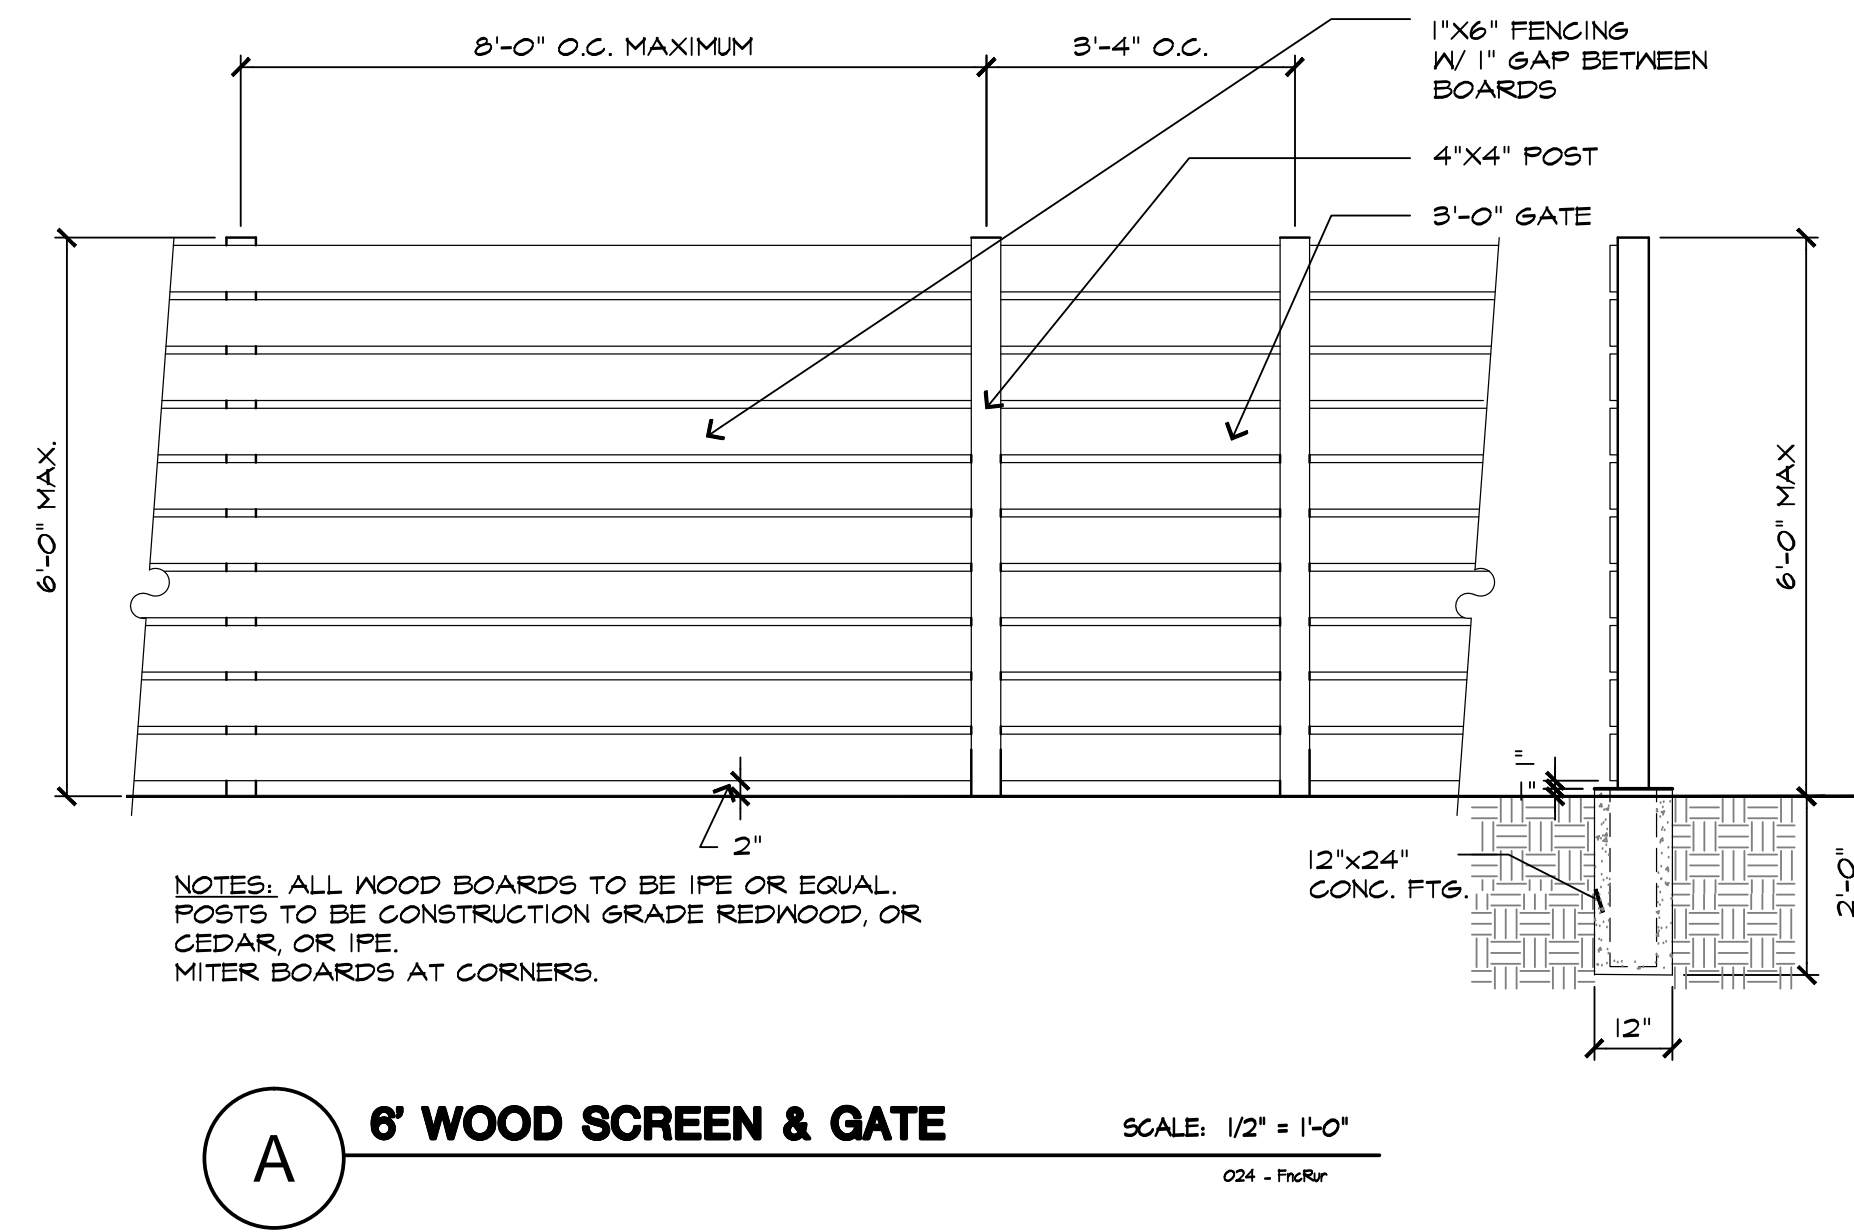 8'-0" O.C. MAXIMUM
3'-4" O.C.
1"X6" FENCING
W/ 1" GAP BETWEEN
BOARDS
4"X4" POST
3'-0" GATE
6'-0" MAX.
6'-0" MAX
1"
1"
2"
12"x24"
CONC. FTG.
2'-0"
12"
NOTES: ALL WOOD BOARDS TO BE IPE OR EQUAL.
POSTS TO BE CONSTRUCTION GRADE REDWOOD, OR
CEDAR, OR IPE.
MITER BOARDS AT CORNERS.
A
6' WOOD SCREEN & GATE
SCALE: 1/2" = 1'-0"
024 - FncRur